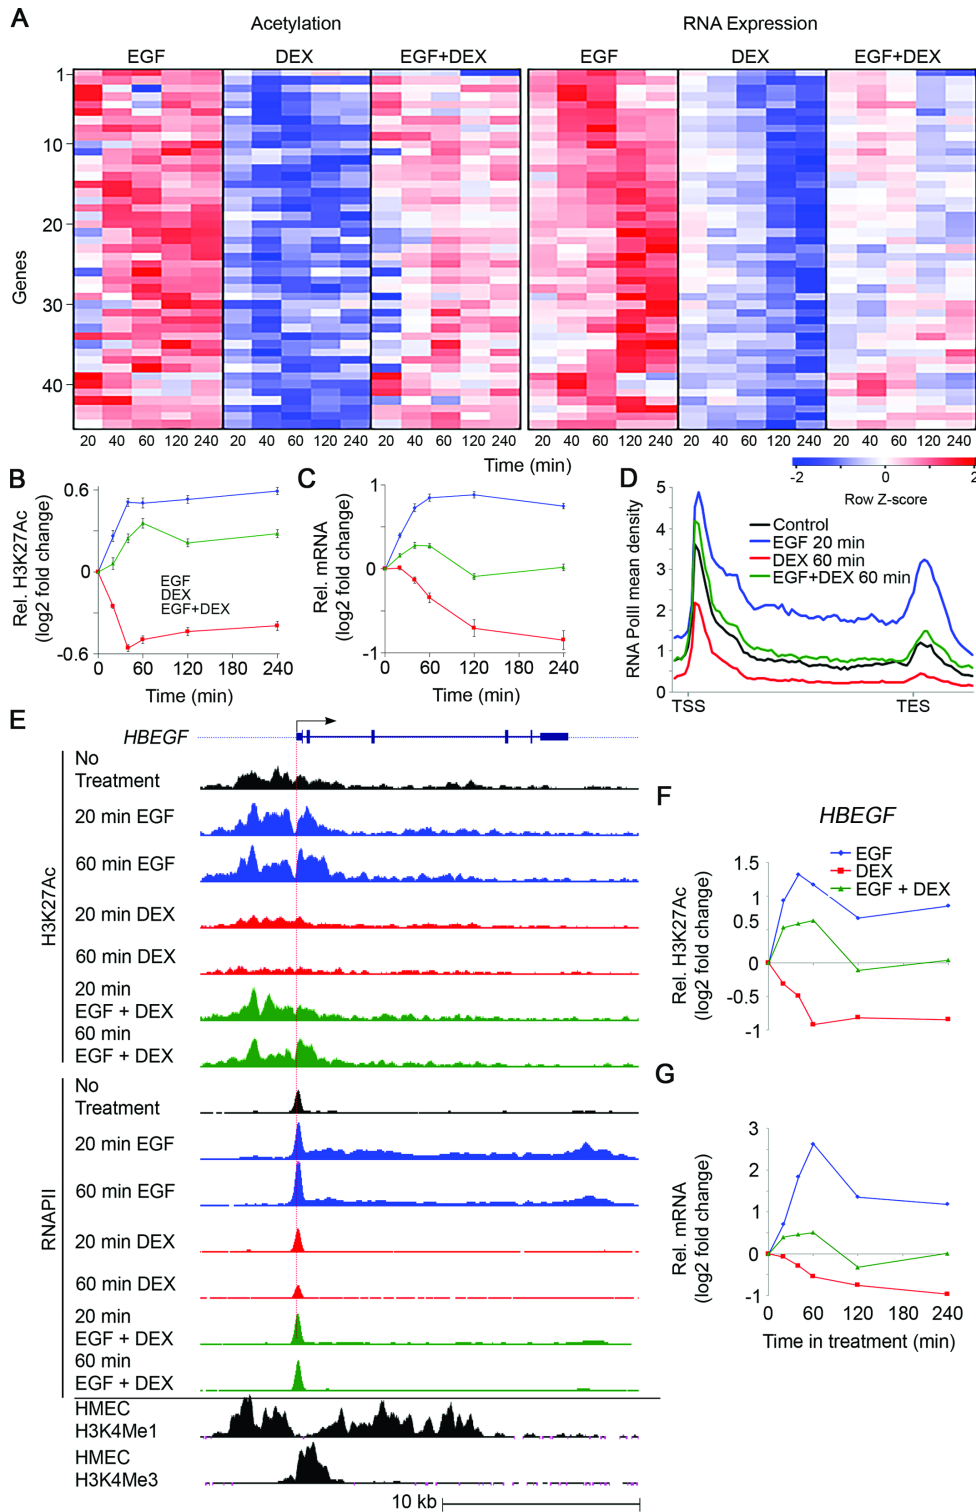 A
Acetylation
RNA Expression
EGF DEX EGF+DEX EGF DEX EGF+DEX
Genes
1
10
20
30
40
20 40 60 120 240 20 40 60 120 240 20 40 60 120 240 20 40 60 120 240 20 40 60 120 240 20 40 60 120 240
Time (min)
-2 0 2
Row Z-score
B
Rel. H3K27Ac
(log2 fold change)
0.6
0
-0.6
EGF
DEX
EGF+DEX
0 60 120 180 240
Time (min)
C
Rel. mRNA
(log2 fold change)
1
0
-1
0 60 120 180 240
Time (min)
D
RNA PolII mean density
5
4
3
2
1
0
Control
EGF 20 min
DEX 60 min
EGF+DEX 60 min
TSS TES
E
HBEGF
H3K27Ac
No
Treatment
20 min EGF
60 min EGF
20 min DEX
60 min DEX
20 min
EGF + DEX
60 min
EGF + DEX
RNAPII
No
Treatment
20 min EGF
60 min EGF
20 min DEX
60 min DEX
20 min
EGF + DEX
60 min
EGF + DEX
HMEC
H3K4Me1
HMEC
H3K4Me3
10 kb
F
HBEGF
EGF
DEX
EGF + DEX
Rel. H3K27Ac
(log2 fold change)
1.5
1
0.5
0
-0.5
-1
G
Rel. mRNA
(log2 fold change)
3
2
1
0
-1
0 60 120 180 240
Time in treatment (min)